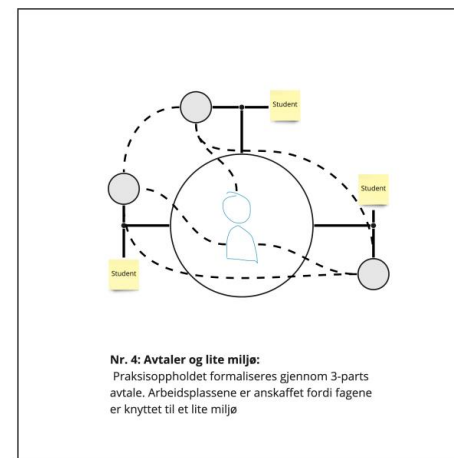 Student
Student
Student
Nr. 4: Avtaler og lite miljø:
Praksisoppholdet formaliseres gjennom 3-parts
avtale. Arbeidsplassene er anskaffet fordi fagene
er knyttet til et lite miljø